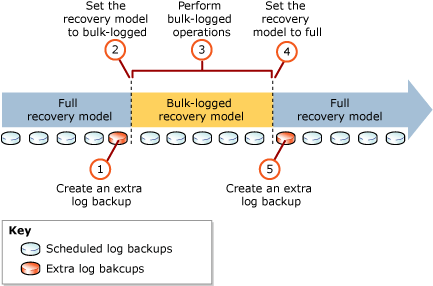 Set the
recovery model
to bulk-logged
Perform
bulk-logged
operations
Set the
recovery
model to full
2
3
4
Full
recovery model
Bulk-logged
recovery model
Full
recovery model
1
5
Create an extra
log backup
Create an extra
log backup
Key
Scheduled log backups
Extra log bakcups